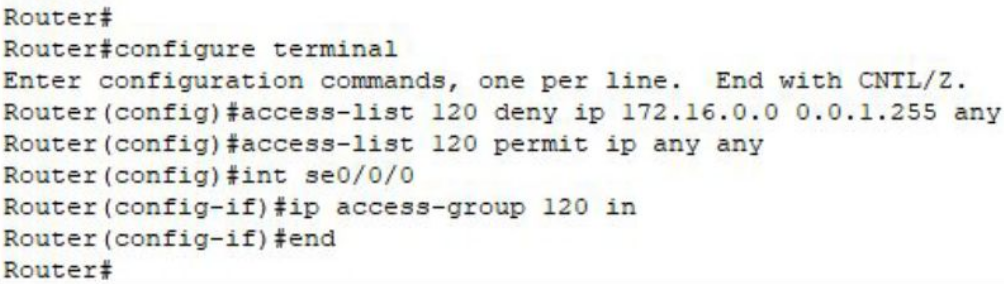 Router#
Router#configure terminal
Enter configuration commands, one per line.  End with CNTL/Z.
Router(config)#access-list 120 deny ip 172.16.0.0 0.0.1.255 any
Router(config)#access-list 120 permit ip any any
Router(config)#int se0/0/0
Router(config-if)#ip access-group 120 in
Router(config-if)#end
Router#